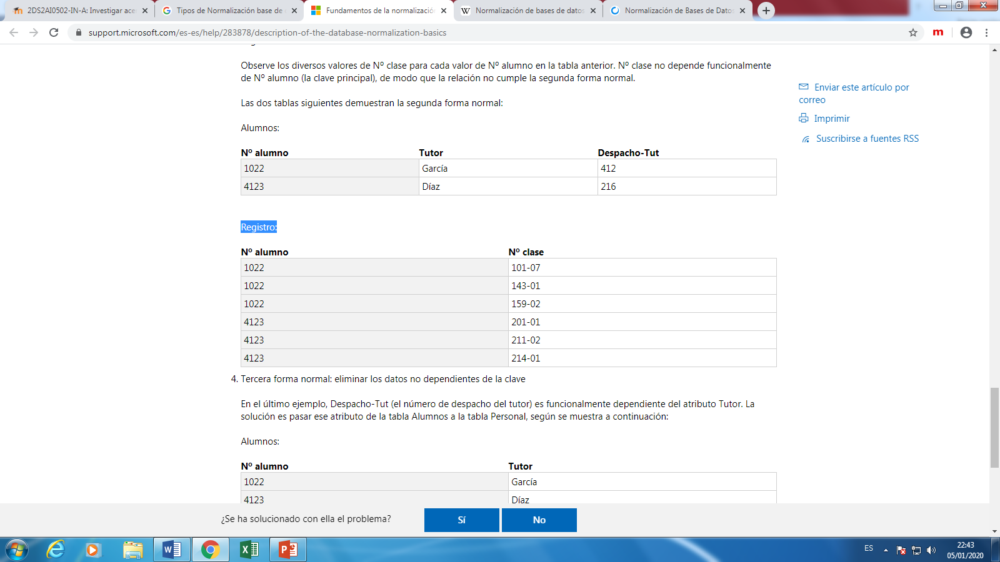 2DS2AI0502-IN-A: Investigar ace
Tipos de Normalización base de
Fundamentos de la normalizació
Normalización de bases de datos
Normalización de Bases de Datos
support.microsoft.com/es-es/help/283878/description-of-the-database-normalization-basics
Observe los diversos valores de Nº clase para cada valor de Nº alumno en la tabla anterior. Nº clase no depende funcionalmente
de Nº alumno (la clave principal), de modo que la relación no cumple la segunda forma normal.
Las dos tablas siguientes demuestran la segunda forma normal:
Alumnos:
Nº alumno Tutor Despacho-Tut
1022 García 412
4123 Díaz 216
Registro:
Nº alumno Nº clase
1022 101-07
1022 143-01
1022 159-02
4123 201-01
4123 211-02
4123 214-01
4. Tercera forma normal: eliminar los datos no dependientes de la clave
En el último ejemplo, Despacho-Tut (el número de despacho del tutor) es funcionalmente dependiente del atributo Tutor. La
solución es pasar ese atributo de la tabla Alumnos a la tabla Personal, según se muestra a continuación:
Alumnos:
Nº alumno Tutor
1022 García
4123 Díaz
Enviar este artículo por
correo
Imprimir
Suscribirse a fuentes RSS
¿Se ha solucionado con ella el problema? Sí No
ES
22:43
05/01/2020